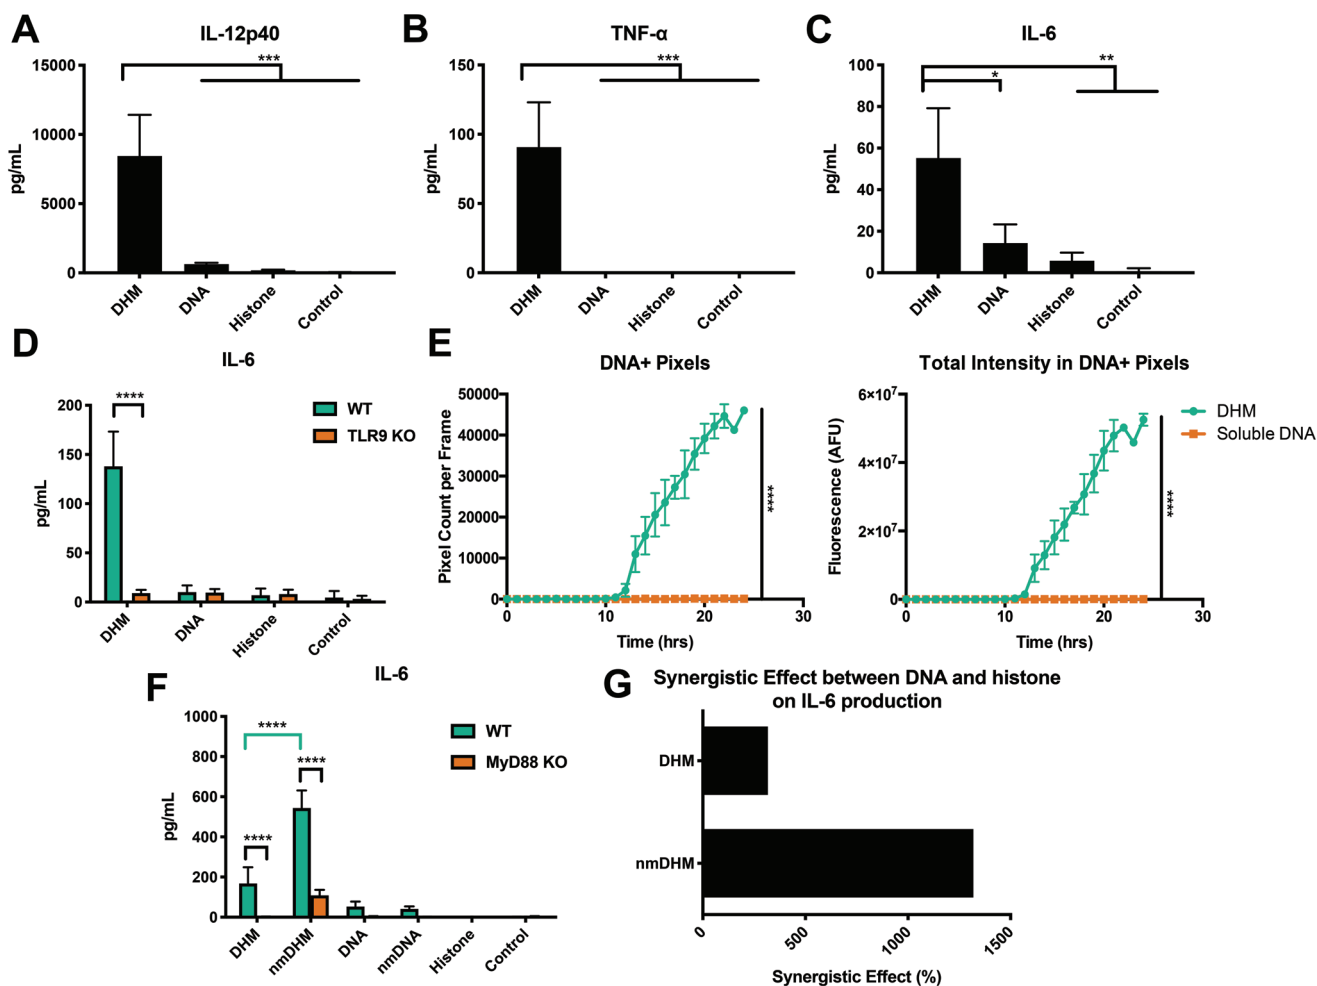 A
IL-12p40
***
15000
10000
5000
0
pg/mL
DHM
DNA
Histone
Control
B
TNF-α
***
150
100
50
0
pg/mL
DHM
DNA
Histone
Control
C
IL-6
**
*
100
80
60
40
20
0
pg/mL
DHM
DNA
Histone
Control
D
IL-6
****
WT
TLR9 KO
200
150
100
50
0
pg/mL
DHM
DNA
Histone
Control
E
DNA+ Pixels
50000
40000
30000
20000
10000
0
Pixel Count per Frame
0
10
20
30
Time (hrs)
****
Total Intensity in DNA+ Pixels
6×10⁷
4×10⁷
2×10⁷
0
Fluorescence (AFU)
0
10
20
30
Time (hrs)
****
DHM
Soluble DNA
F
IL-6
****
****
****
WT
MyD88 KO
1000
800
600
400
200
0
pg/mL
DHM
nmDHM
DNA
nmDNA
Histone
Control
G
Synergistic Effect between DNA and histone
on IL-6 production
DHM
nmDHM
0
500
1000
1500
Synergistic Effect (%)